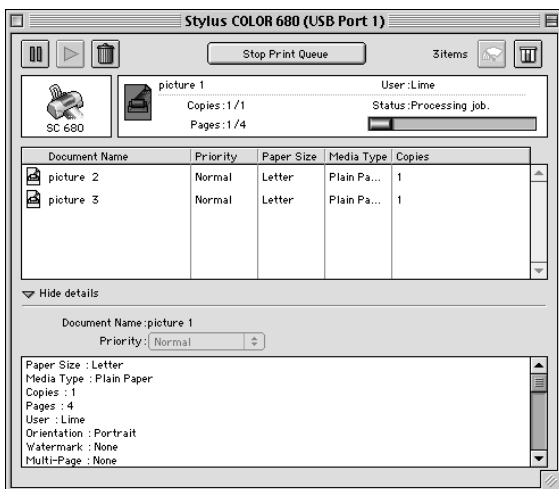 Stylus COLOR 680 (USB Port 1)
Stop Print Queue
3items
SC 680
picture 1
User :Lime
Copies :1/1
Status :Processing job.
Pages :1/4
Document Name Priority Paper Size Media Type Copies
picture 2 Normal Letter Plain Pa... 1
picture 3 Normal Letter Plain Pa... 1
Hide details
Document Name :picture 1
Priority : Normal
Paper Size : Letter
Media Type : Plain Paper
Copies : 1
Pages : 4
User : Lime
Orientation : Portrait
Watermark : None
Multi-Page : None